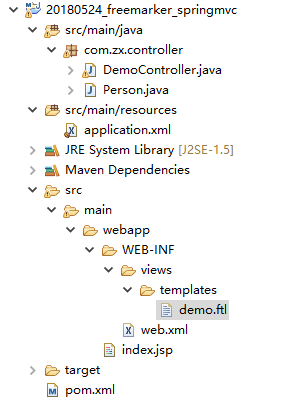 20180524_freemarker_springmvc
src/main/java
com.zx.controller
DemoController.java
Person.java
src/main/resources
application.xml
JRE System Library [J2SE-1.5]
Maven Dependencies
src
main
webapp
WEB-INF
views
templates
demo.ftl
web.xml
index.jsp
target
pom.xml